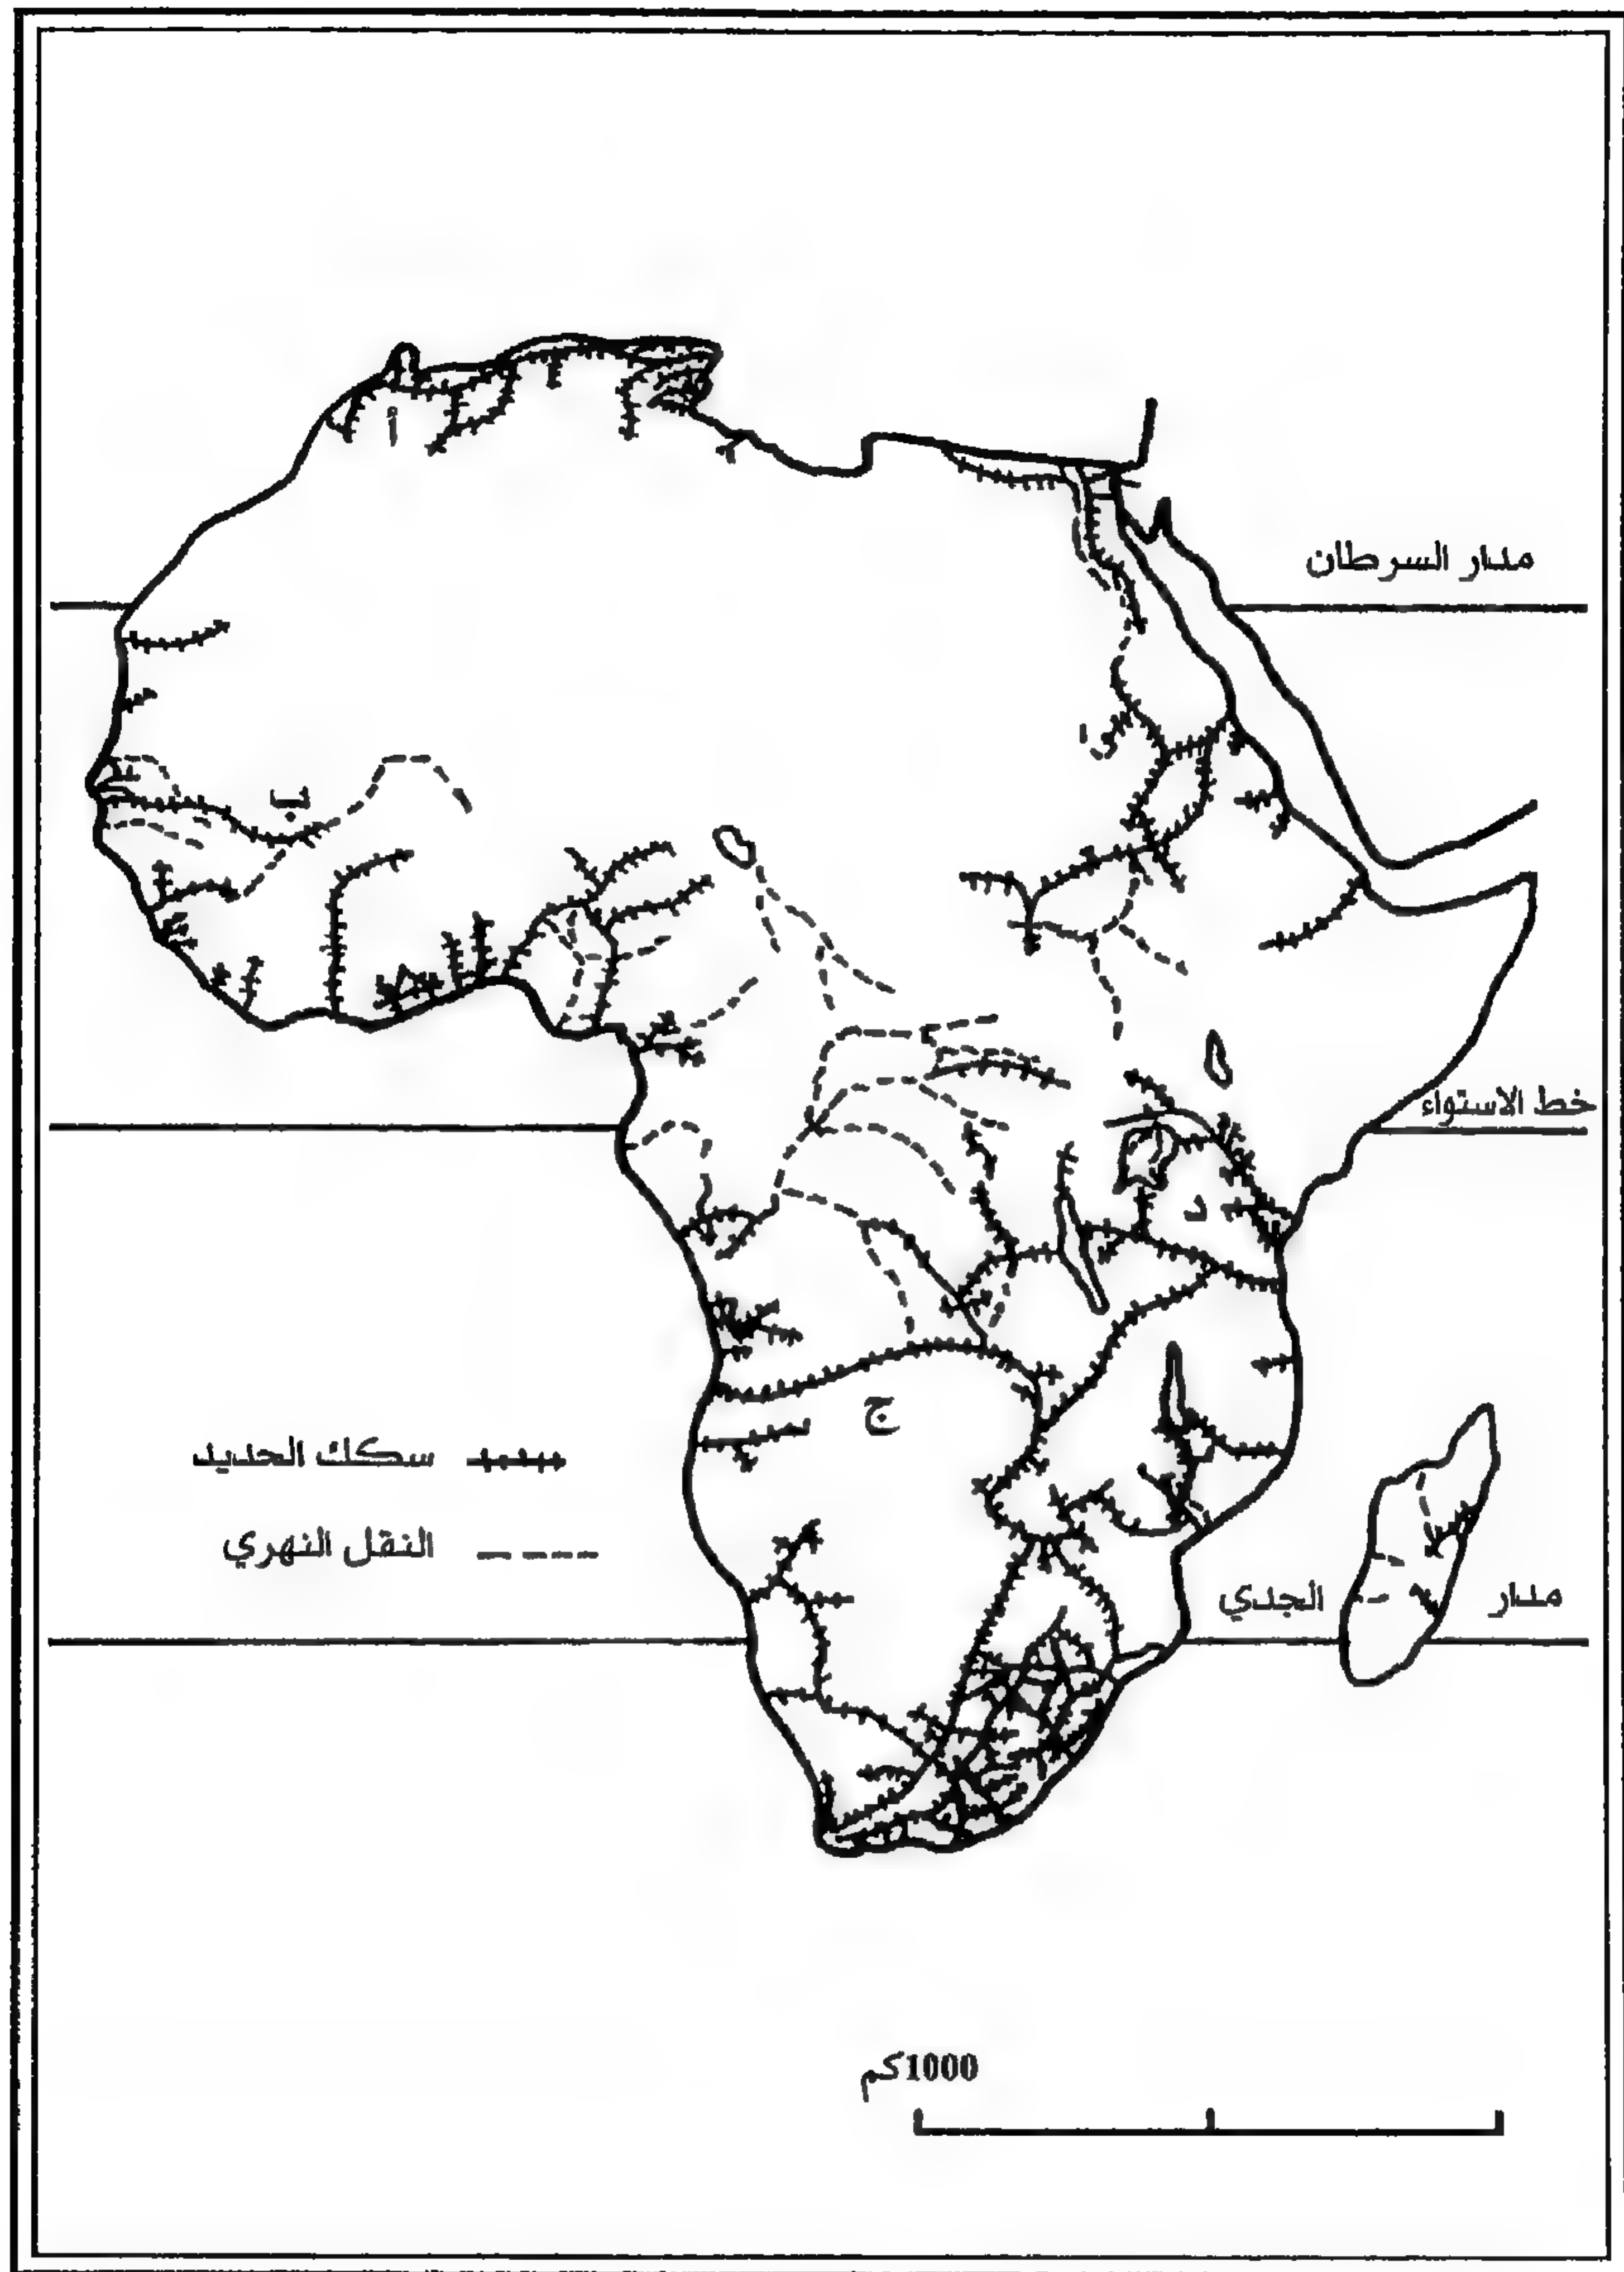 أ
مدار السرطان
ب
خط الاستواء
د
ج
سكك الحديد
النقل النهري
مدار الجدي
1000كم